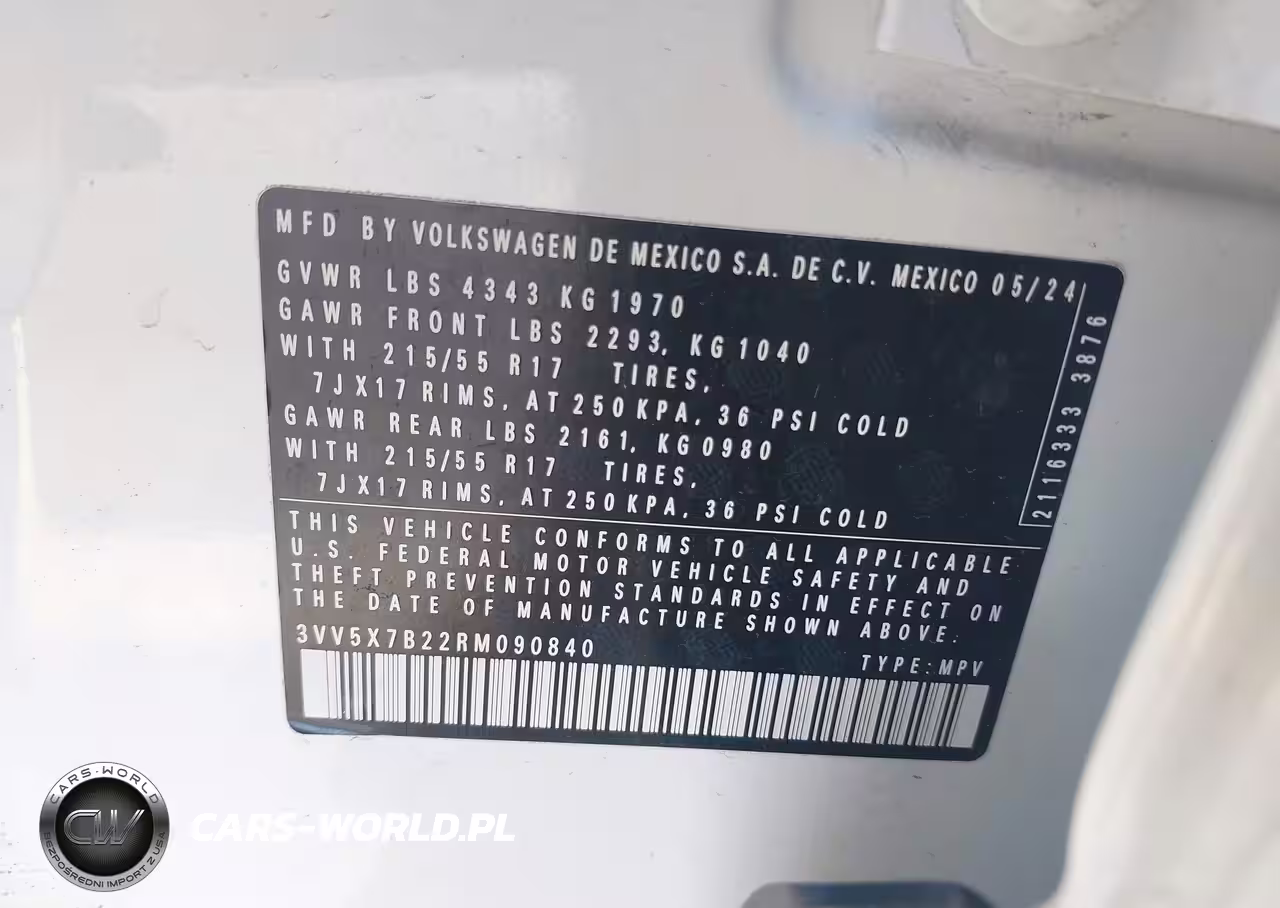 MFD BY VOLKSWAGEN DE MEXICO S.A. DE C.V. MEXICO 05/24
GVWR LBS 4343 KG 1970
GAWR FRONT LBS 2293, KG 1040
WITH 215/55 R17 TIRES,
7JX17 RIMS, AT 250 KPA, 36 PSI COLD
GAWR REAR LBS 2161, KG 0980
WITH 215/55 R17 TIRES,
7JX17 RIMS, AT 250 KPA, 36 PSI COLD
2116333 3876
THIS VEHICLE CONFORMS TO ALL APPLICABLE
U.S. FEDERAL MOTOR VEHICLE SAFETY AND
THEFT PREVENTION STANDARDS IN EFFECT ON
THE DATE OF MANUFACTURE SHOWN ABOVE:
3VV5X7B22RM090840
TYPE: MPV
CARS-WORLD
CW
BEZPOŚREDNI IMPORT Z USA
CARS-WORLD.PL